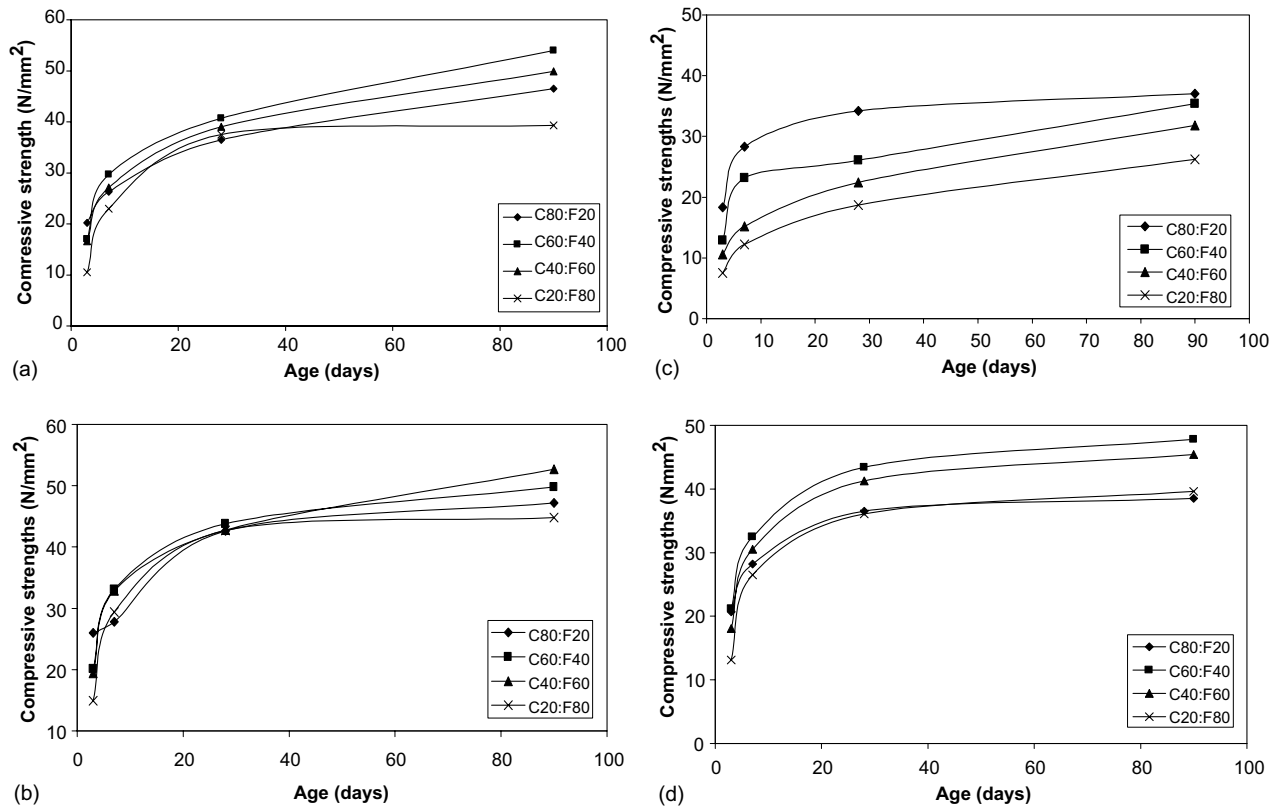 60
50
40
30
20
10
0
Compressive strength (N/mm²)
C80:F20
C60:F40
C40:F60
C20:F80
0 20 40 60 80 100
Age (days)
(a)
50
40
30
20
10
0
Compressive strengths (N/mm²)
C80:F20
C60:F40
C40:F60
C20:F80
0 10 20 30 40 50 60 70 80 90 100
Age (days)
(c)
60
50
40
30
20
10
Compressive strengths (N/mm²)
C80:F20
C60:F40
C40:F60
C20:F80
0 20 40 60 80 100
Age (days)
(b)
50
40
30
20
10
0
Compressive strengths (Nmm²)
C80:F20
C60:F40
C40:F60
C20:F80
0 20 40 60 80 100
Age (days)
(d)